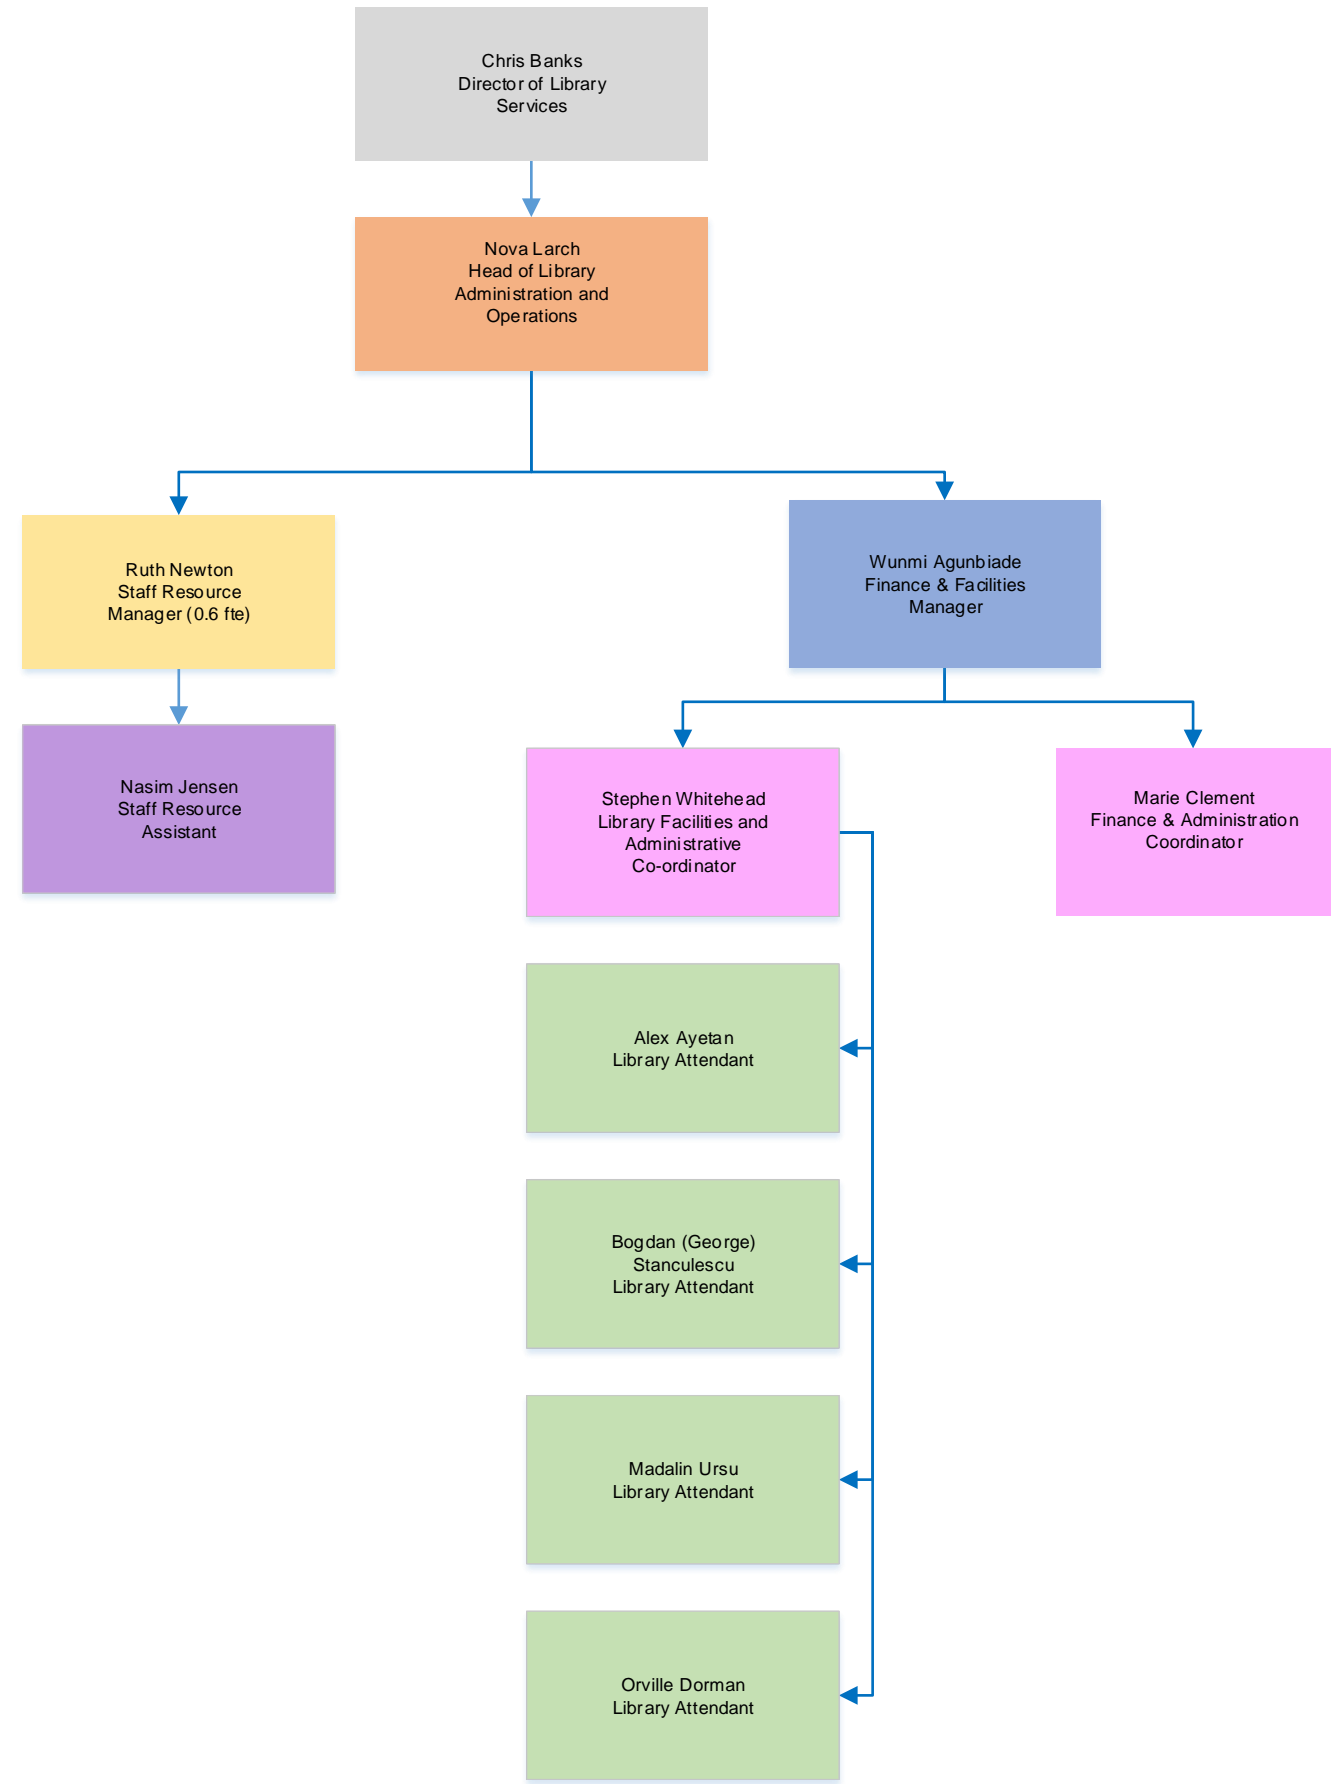 Chris Banks
Director of Library
Services
Nova Larch
Head of Library
Administration and
Operations
Ruth Newton
Staff Resource
Manager (0.6 fte)
Wunmi Agunbiade
Finance & Facilities
Manager
Nasim Jensen
Staff Resource
Assistant
Stephen Whitehead
Library Facilities and
Administrative
Co-ordinator
Marie Clement
Finance & Administration
Coordinator
Alex Ayetan
Library Attendant
Bogdan (George)
Stanculescu
Library Attendant
Madalin Ursu
Library Attendant
Orville Dorman
Library Attendant